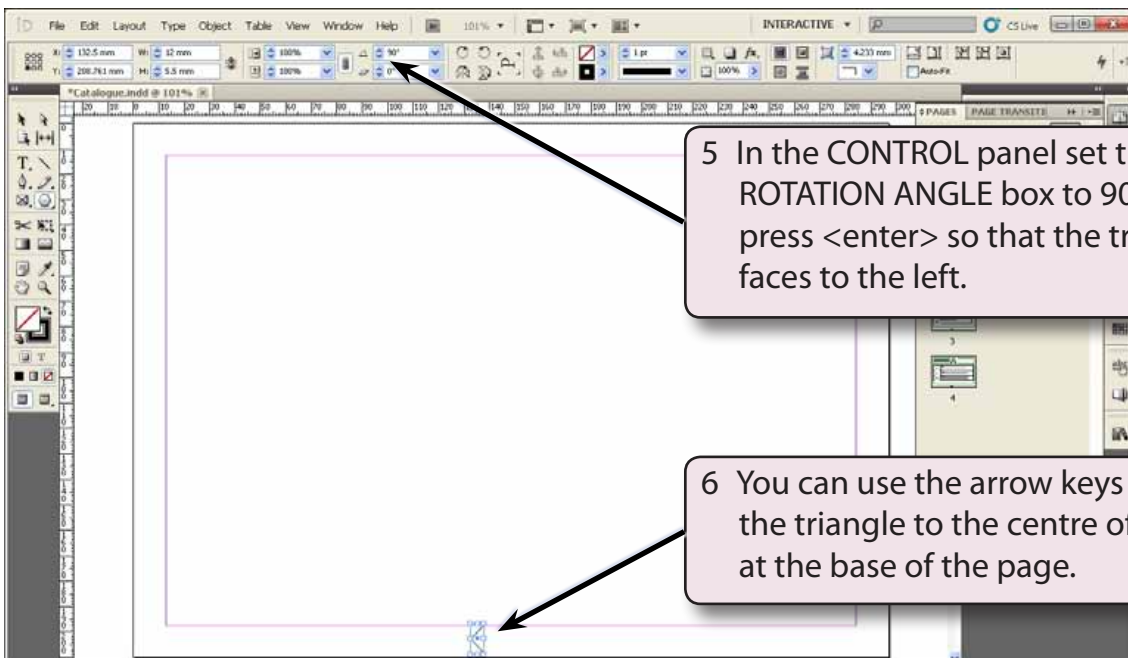 File Edit Layout Type Object Table View Window Help 101% INTERACTIVE CS Live
X: 132.5 mm W: 12 mm 100% 90° 1 pt 4.233 mm
Y: 208.761 mm H: 5.5 mm 100% 0° 100% Auto-Fit
*Catalogue.indd @ 101%
PAGES PAGE TRANSITI
5 In the CONTROL panel set t
ROTATION ANGLE box to 90
press <enter> so that the tr
faces to the left.
3
4
6 You can use the arrow keys
the triangle to the centre of
at the base of the page.